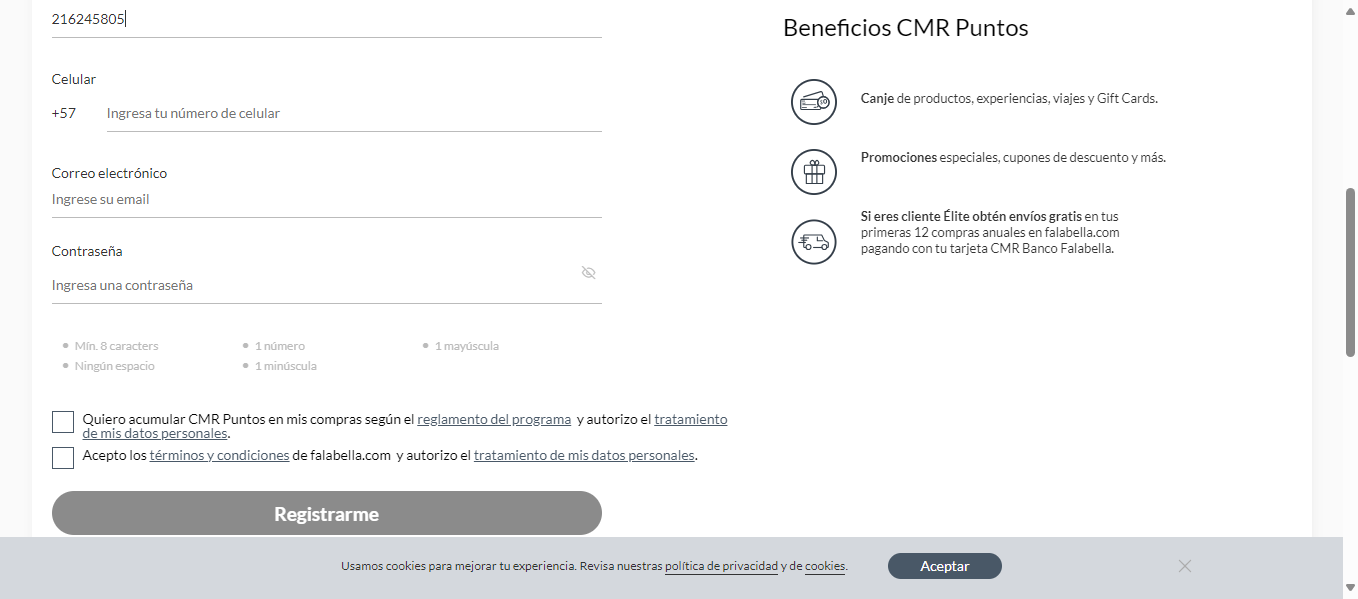 216245805
Celular
+57 Ingresa tu número de celular
Correo electrónico
Ingrese su email
Contraseña
Ingresa una contraseña
Mín. 8 caracters
1 número
1 mayúscula
Ningún espacio
1 minúscula
Quiero acumular CMR Puntos en mis compras según el reglamento del programa y autorizo el tratamiento
de mis datos personales.
Acepto los términos y condiciones de falabella.com y autorizo el tratamiento de mis datos personales.
Registrarme
Beneficios CMR Puntos
Canje de productos, experiencias, viajes y Gift Cards.
Promociones especiales, cupones de descuento y más.
Si eres cliente Élite obtén envíos gratis en tus
primeras 12 compras anuales en falabella.com
pagando con tu tarjeta CMR Banco Falabella.
Usamos cookies para mejorar tu experiencia. Revisa nuestras política de privacidad y de cookies.
Aceptar